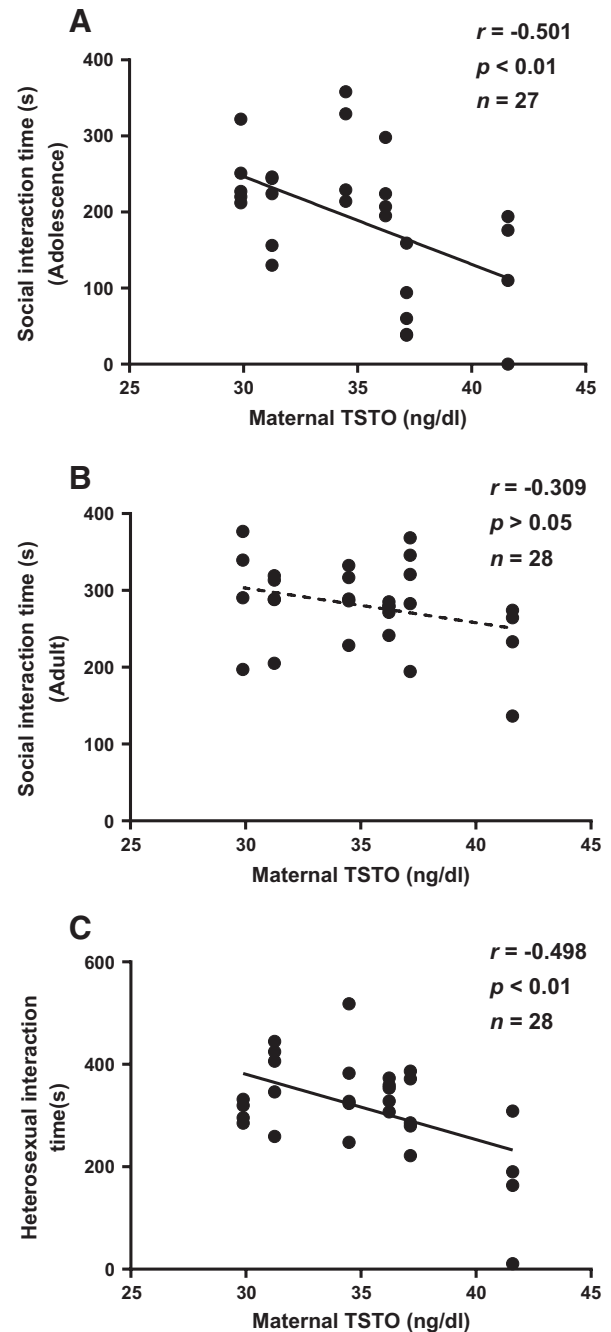 A
r = -0.501
p < 0.01
n = 27
Social interaction time (s)
(Adolescence)
400
300
200
100
0
25 30 35 40 45
Maternal TSTO (ng/dl)
B
r = -0.309
p > 0.05
n = 28
Social interaction time (s)
(Adult)
400
300
200
100
0
25 30 35 40 45
Maternal TSTO (ng/dl)
C
r = -0.498
p < 0.01
n = 28
Heterosexual interaction
time(s)
600
400
200
0
25 30 35 40 45
Maternal TSTO (ng/dl)